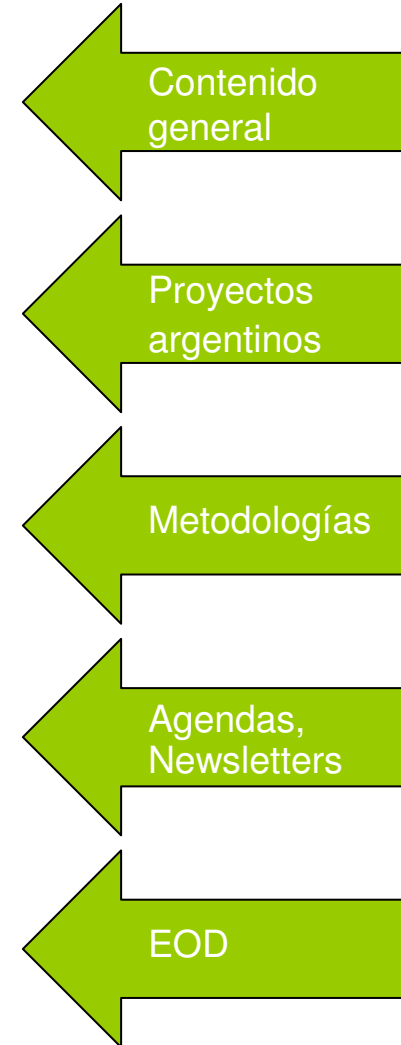 Contenido
general
Proyectos
argentinos
Metodologías
Agendas,
Newsletters
EOD